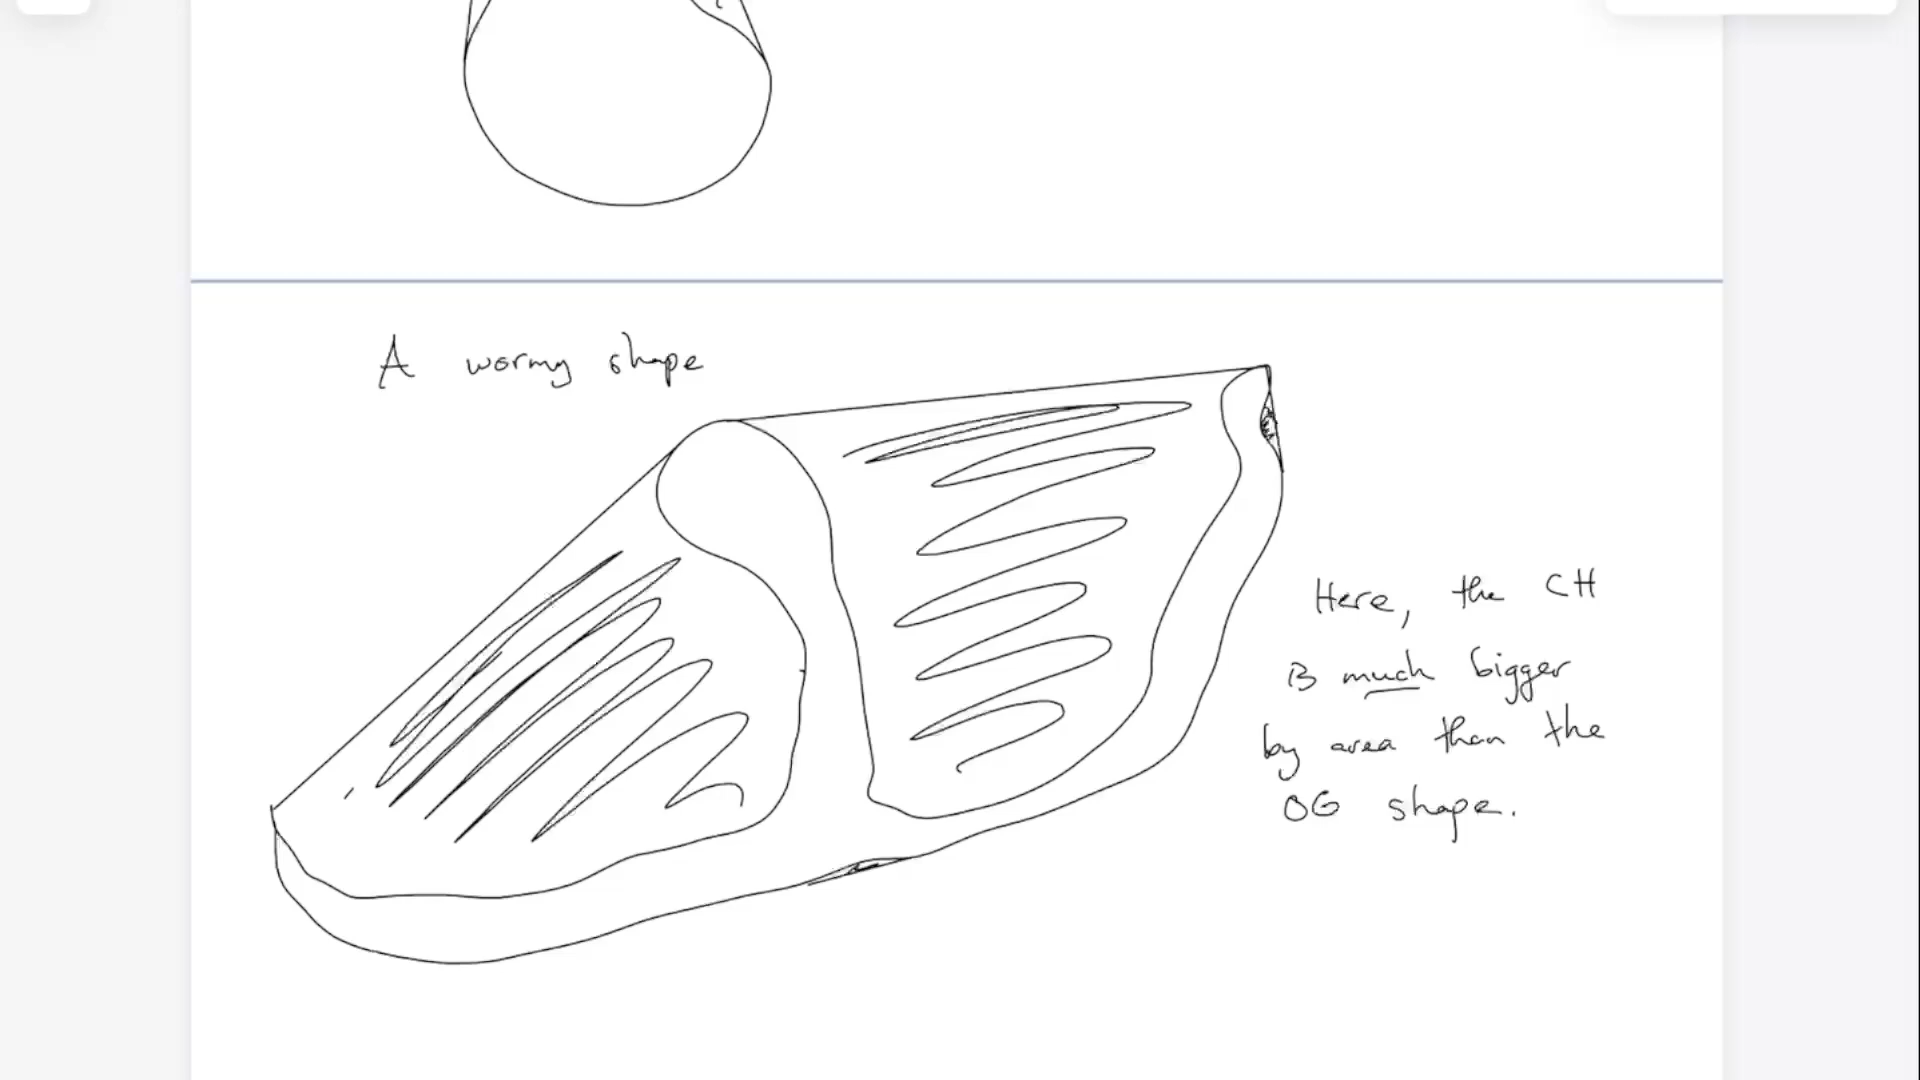 A wormy shape
Here, the CH
is much bigger
by area than the
OG shape.